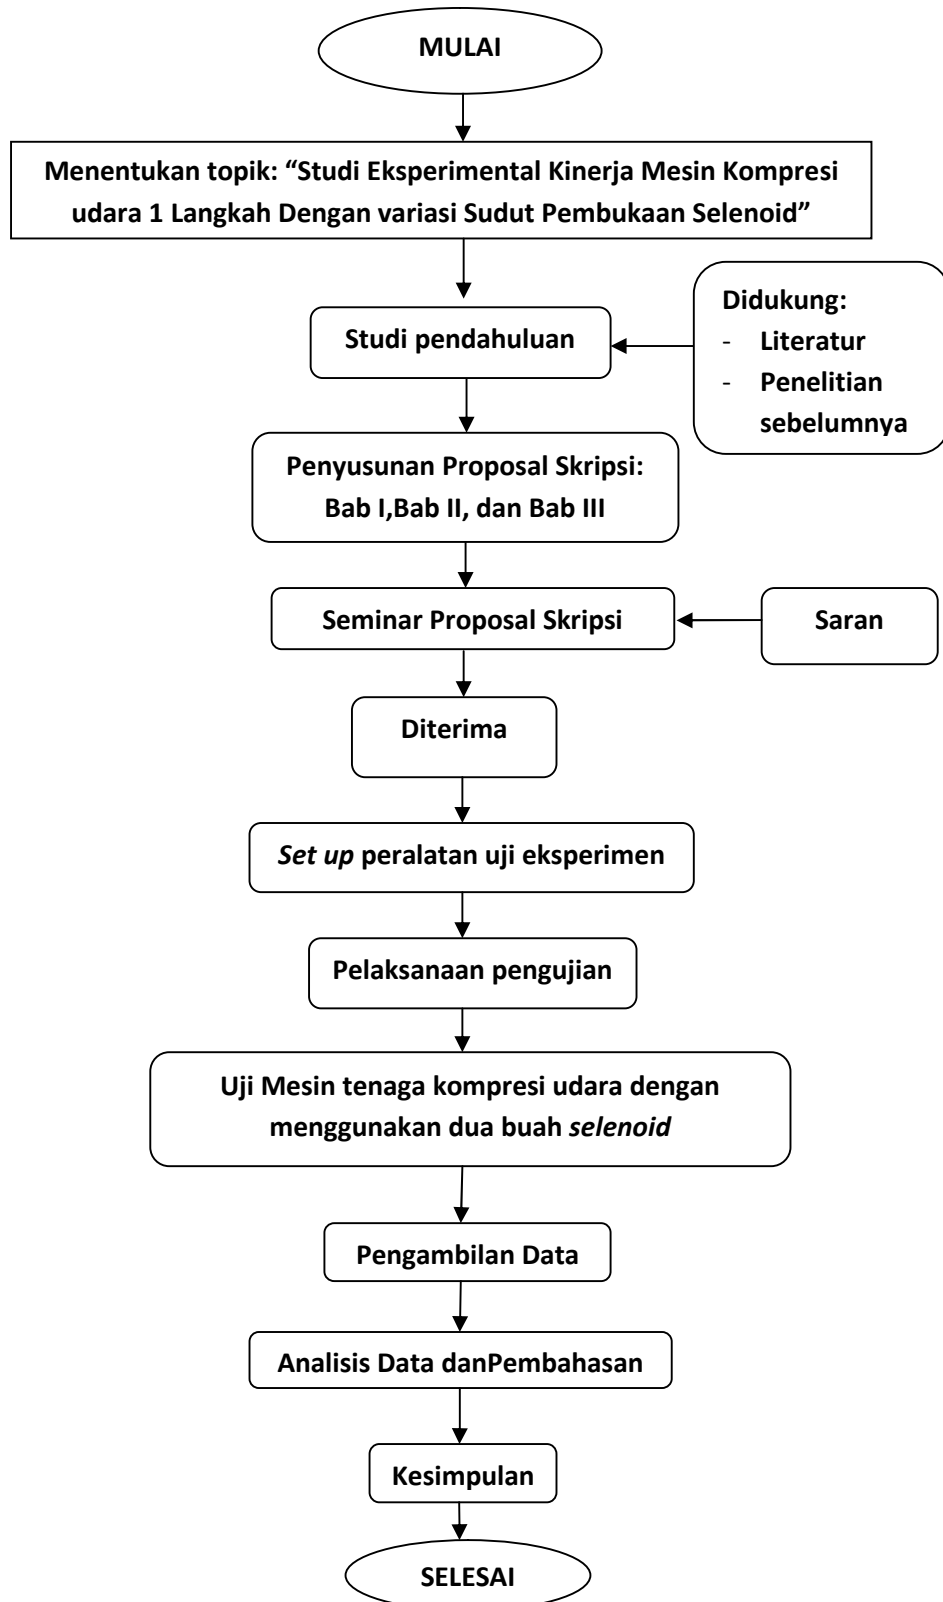 MULAI
Menentukan topik: “Studi Eksperimental Kinerja Mesin Kompresi
udara 1 Langkah Dengan variasi Sudut Pembukaan Selenoid”
Didukung:
- Literatur
- Penelitian
sebelumnya
Studi pendahuluan
Penyusunan Proposal Skripsi:
Bab I,Bab II, dan Bab III
Seminar Proposal Skripsi
Saran
Diterima
Set up peralatan uji eksperimen
Pelaksanaan pengujian
Uji Mesin tenaga kompresi udara dengan
menggunakan dua buah selenoid
Pengambilan Data
Analisis Data danPembahasan
Kesimpulan
SELESAI